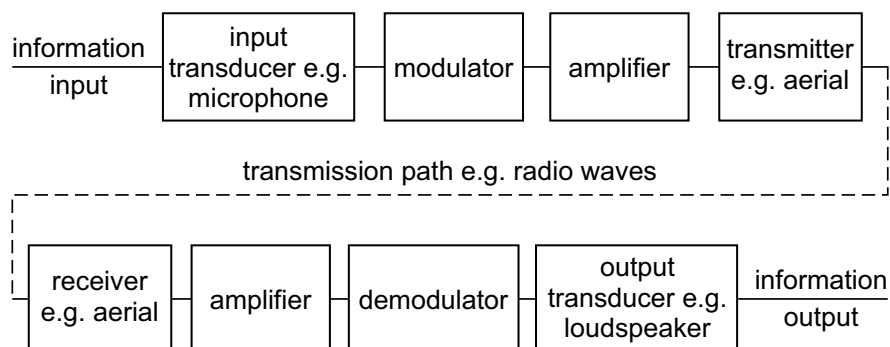 information
input
input
transducer e.g.
microphone
modulator
amplifier
transmitter
e.g. aerial
transmission path e.g. radio waves
receiver
e.g. aerial
amplifier
demodulator
output
transducer e.g.
loudspeaker
information
output